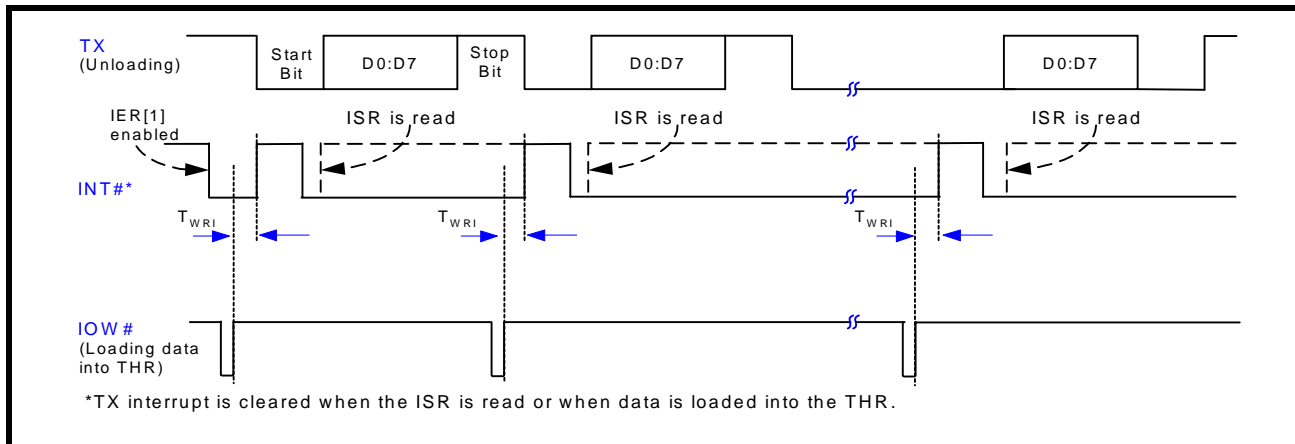 TX
(Unloading)
Start
Bit
D0:D7
Stop
Bit
D0:D7
D0:D7
IER[1]
enabled
ISR is read
ISR is read
ISR is read
INT#*
TWRI
TWRI
TWRI
IOW#
(Loading data
into THR)
*TX interrupt is cleared when the ISR is read or when data is loaded into the THR.